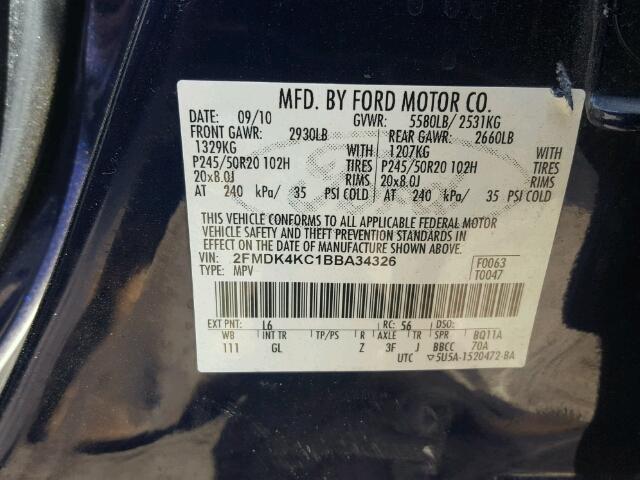 MFD. BY FORD MOTOR CO.
DATE: 09/10 GVWR: 5580LB/ 2531KG
FRONT GAWR: 2930LB REAR GAWR: 2660LB
1329KG WITH 1207KG WITH
P245/50R20 102H TIRES P245/50R20 102H TIRES
20x8.0J RIMS 20x8.0J RIMS
AT 240 kPa/ 35 PSI COLD AT 240 kPa/ 35 PSI COLD
THIS VEHICLE CONFORMS TO ALL APPLICABLE FEDERAL MOTOR
VEHICLE SAFETY AND THEFT PREVENTION STANDARDS IN
EFFECT ON THE DATE OF MANUFACTURE SHOWN ABOVE.
VIN: 2FMDK4KC1BBA34326 F0063
TYPE: MPV T0047
EXT PNT: L6 RC: 56 DSO:
WB INT TR TP/PS R AXLE TR SPR BQ11A
111 GL Z 3F J BBCC 70A
UTC ▽5U5A-1520472-BA